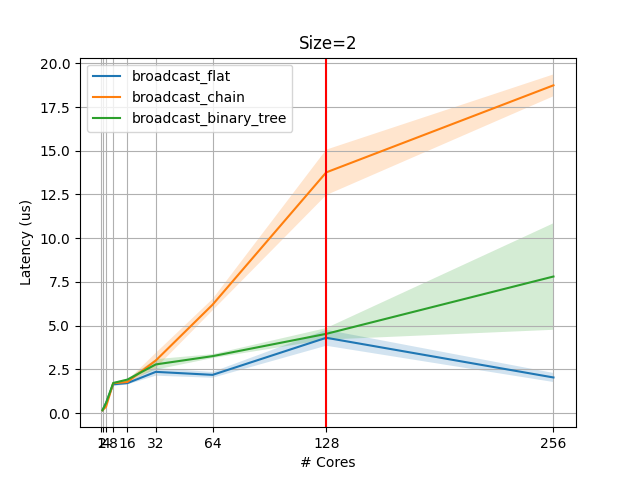 Size=2
broadcast_flat
broadcast_chain
broadcast_binary_tree
20.0
17.5
15.0
12.5
10.0
7.5
5.0
2.5
0.0
Latency (us)
8 16 32 64 128 256
# Cores